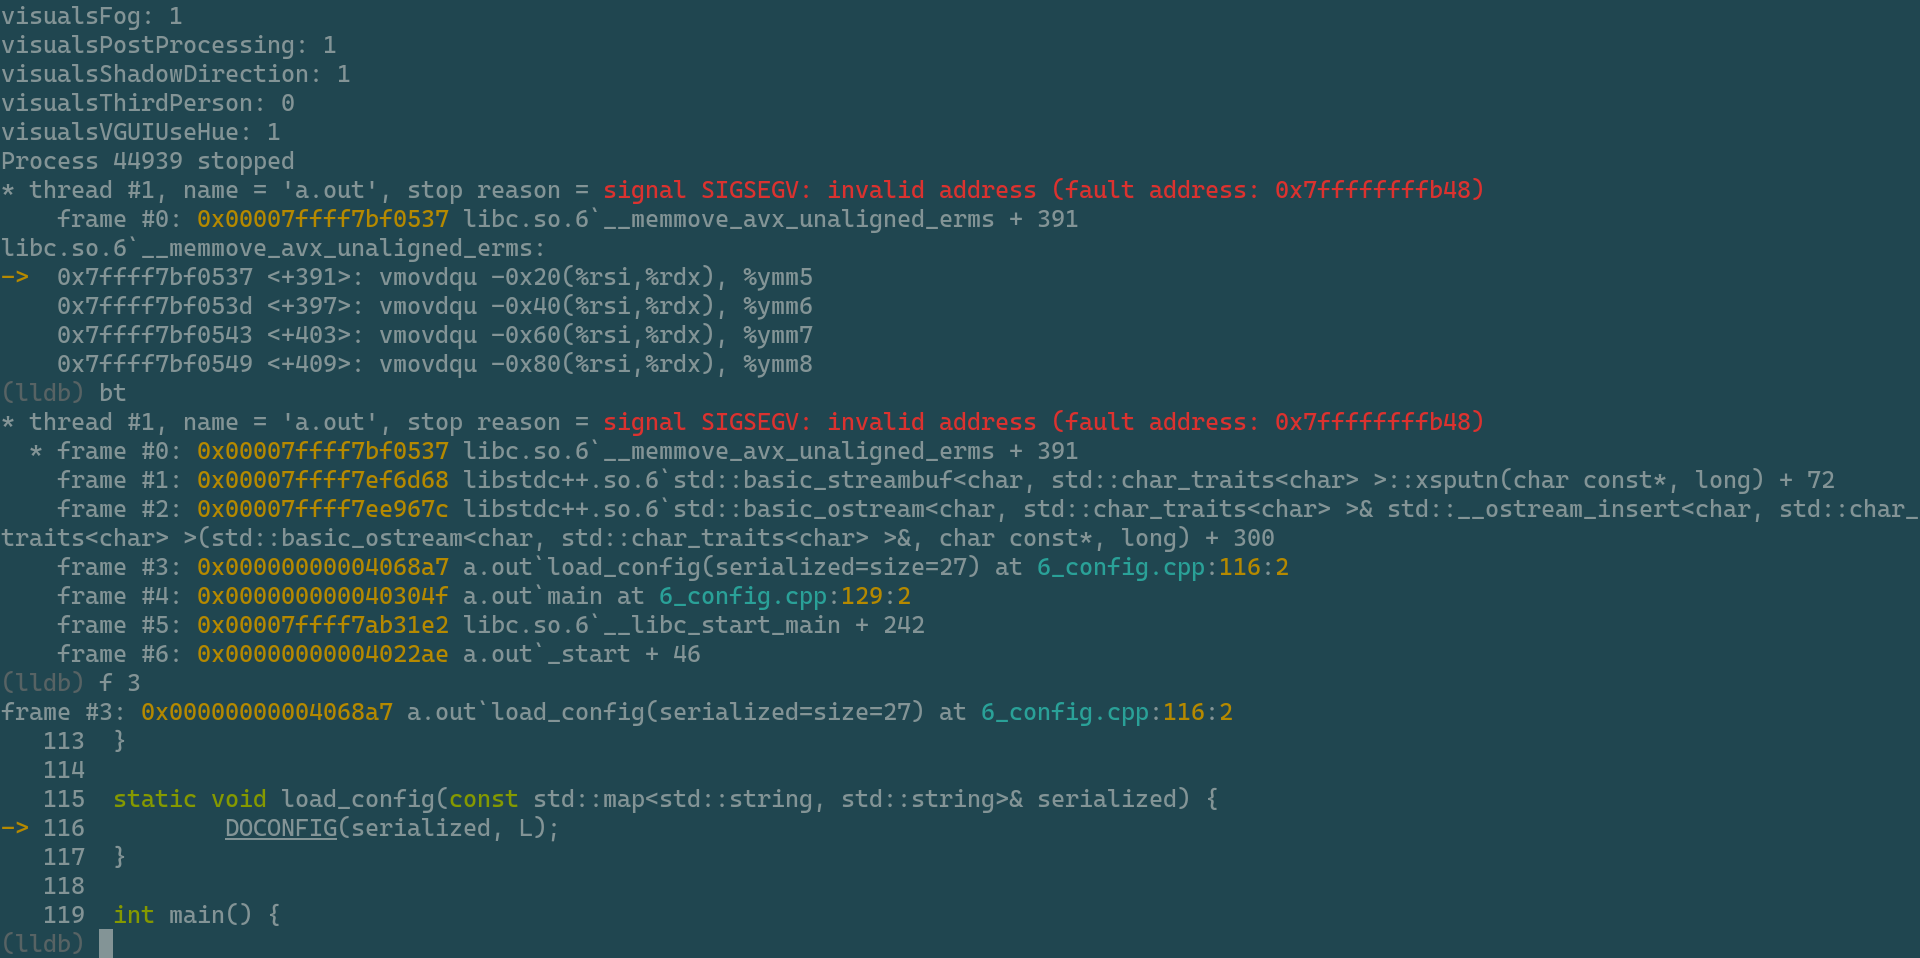 visualsFog: 1
visualsPostProcessing: 1
visualsShadowDirection: 1
visualsThirdPerson: 0
visualsVGUIUseHue: 1
Process 44939 stopped
* thread #1, name = 'a.out', stop reason = signal SIGSEGV: invalid address (fault address: 0x7ffffffffb48)
    frame #0: 0x00007ffff7bf0537 libc.so.6`__memmove_avx_unaligned_erms + 391
libc.so.6`__memmove_avx_unaligned_erms:
->  0x7ffff7bf0537 <+391>: vmovdqu -0x20(%rsi,%rdx), %ymm5
    0x7ffff7bf053d <+397>: vmovdqu -0x40(%rsi,%rdx), %ymm6
    0x7ffff7bf0543 <+403>: vmovdqu -0x60(%rsi,%rdx), %ymm7
    0x7ffff7bf0549 <+409>: vmovdqu -0x80(%rsi,%rdx), %ymm8
(lldb) bt
* thread #1, name = 'a.out', stop reason = signal SIGSEGV: invalid address (fault address: 0x7ffffffffb48)
  * frame #0: 0x00007ffff7bf0537 libc.so.6`__memmove_avx_unaligned_erms + 391
    frame #1: 0x00007ffff7ef6d68 libstdc++.so.6`std::basic_streambuf<char, std::char_traits<char> >::xsputn(char const*, long) + 72
    frame #2: 0x00007ffff7ee967c libstdc++.so.6`std::basic_ostream<char, std::char_traits<char> >& std::__ostream_insert<char, std::char_
traits<char> >(std::basic_ostream<char, std::char_traits<char> >&, char const*, long) + 300
    frame #3: 0x00000000004068a7 a.out`load_config(serialized=size=27) at 6_config.cpp:116:2
    frame #4: 0x000000000040304f a.out`main at 6_config.cpp:129:2
    frame #5: 0x00007ffff7ab31e2 libc.so.6`__libc_start_main + 242
    frame #6: 0x00000000004022ae a.out`_start + 46
(lldb) f 3
frame #3: 0x00000000004068a7 a.out`load_config(serialized=size=27) at 6_config.cpp:116:2
   113  }
   114
   115  static void load_config(const std::map<std::string, std::string>& serialized) {
-> 116          DOCONFIG(serialized, L);
   117  }
   118
   119  int main() {
(lldb)